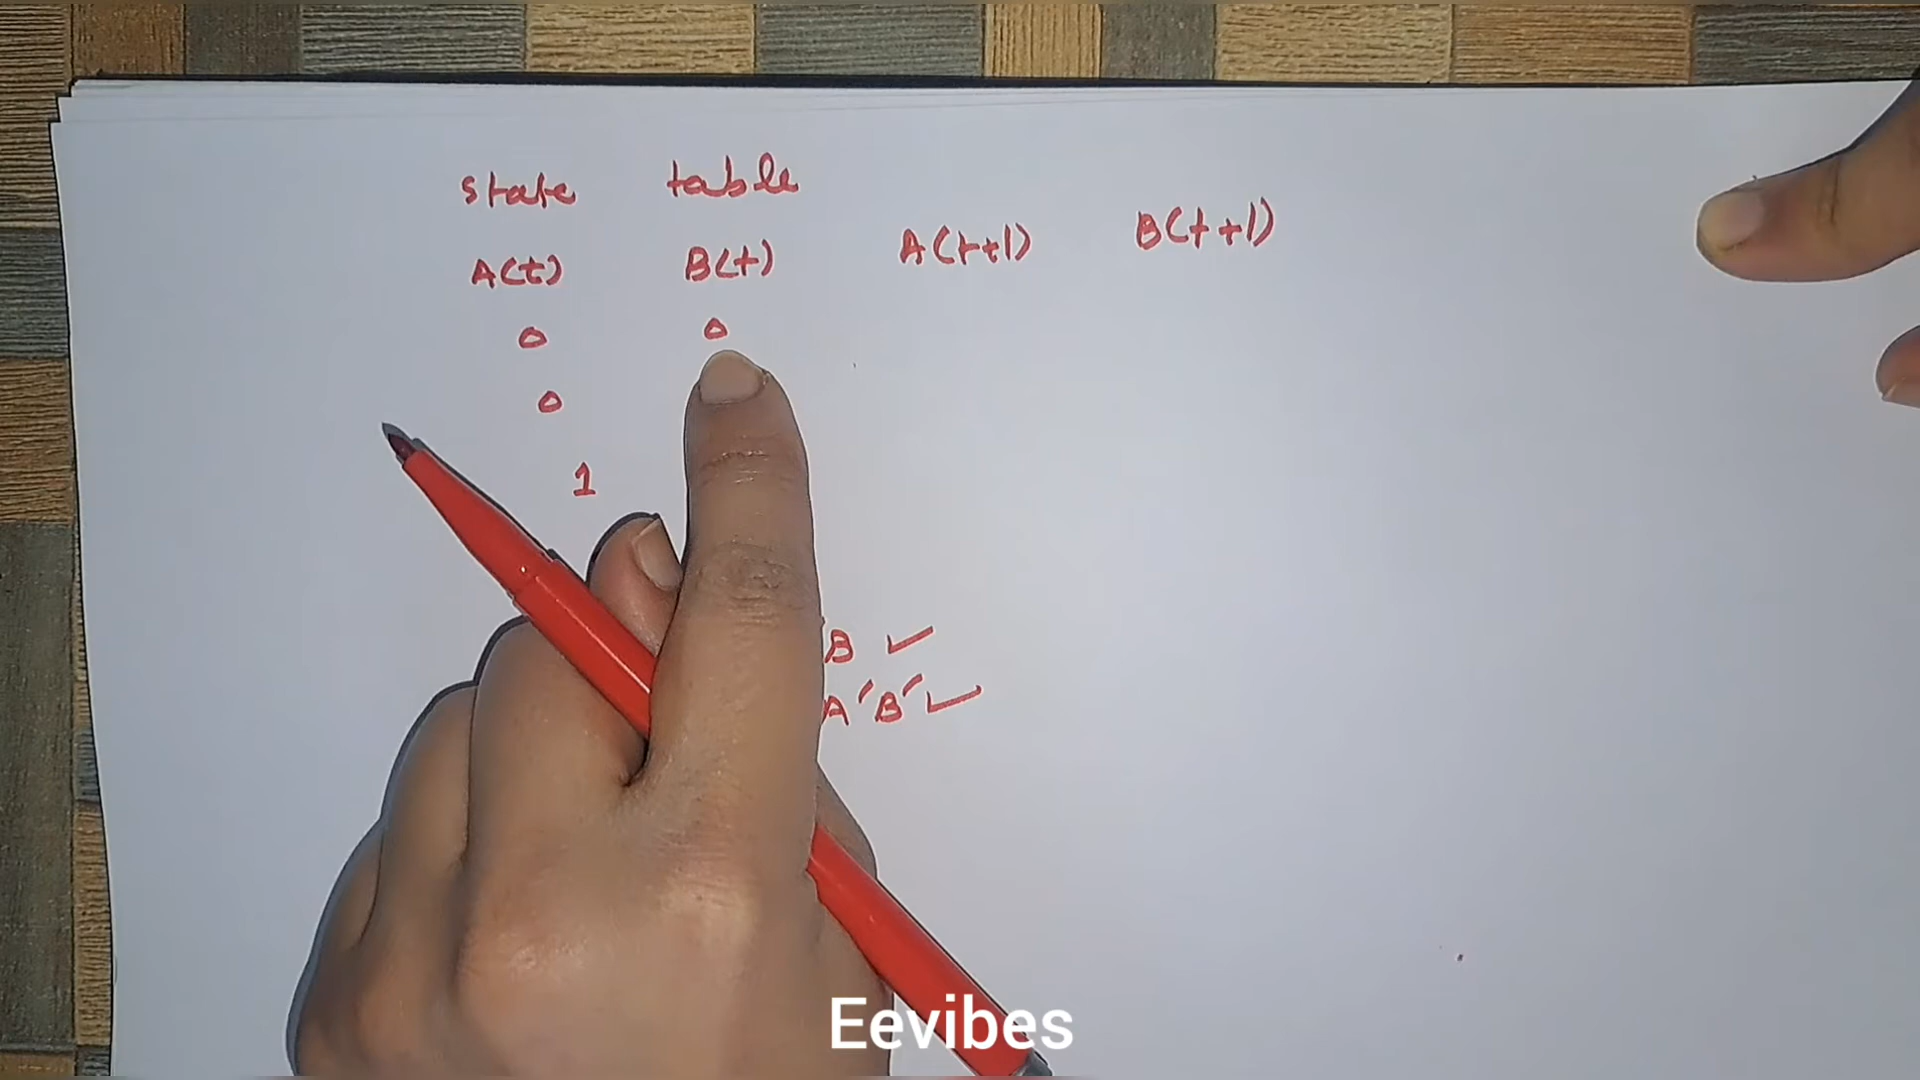 state table
A(t) B(t) A(t+1) B(t+1)
0 0
0
1
B ✓
A'B' ✓
Eevibes